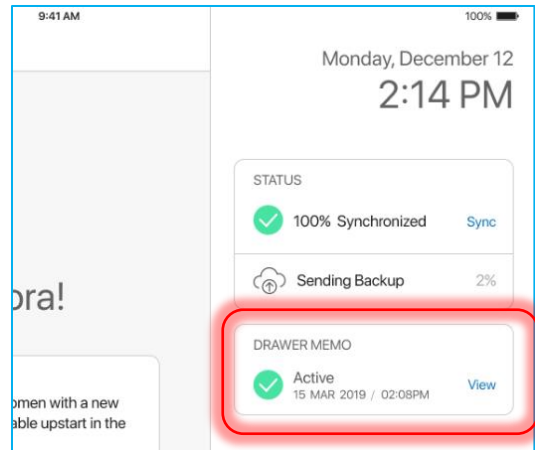 9:41 AM
100%
Monday, December 12
2:14 PM
STATUS
100% Synchronized Sync
Sending Backup 2%
ora!
DRAWER MEMO
Active
15 MAR 2019 / 02:08PM
View
omen with a new
able upstart in the